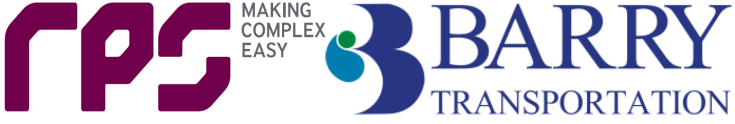 rps
MAKING
COMPLEX
EASY
BARRY
TRANSPORTATION